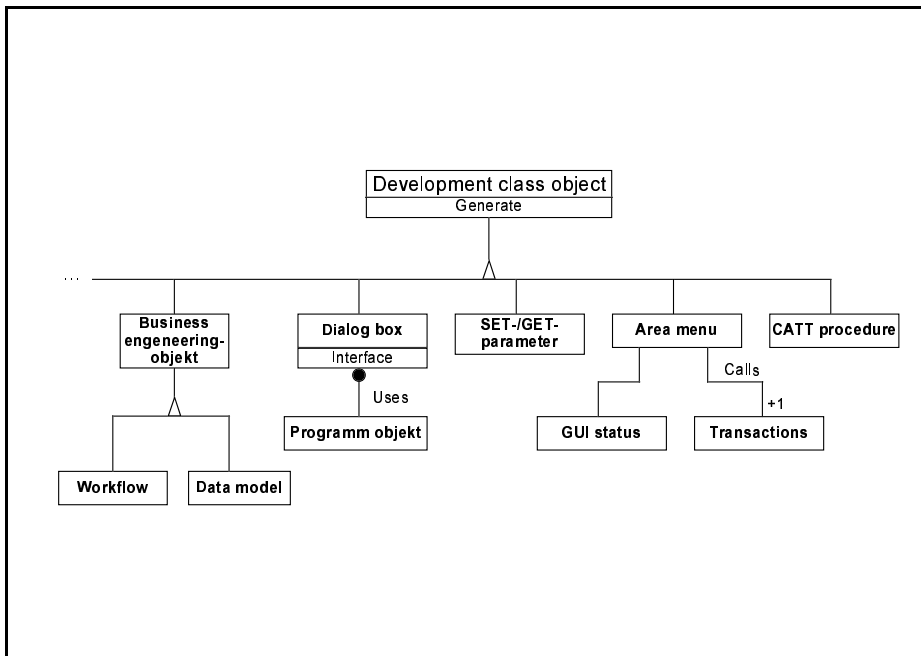 Development class object
Generate
...
Business
engeneering-
objekt
Dialog box
Interface
SET-/GET-
parameter
Area menu
CATT procedure
Calls
Uses
+1
Programm objekt
GUI status
Transactions
Workflow
Data model